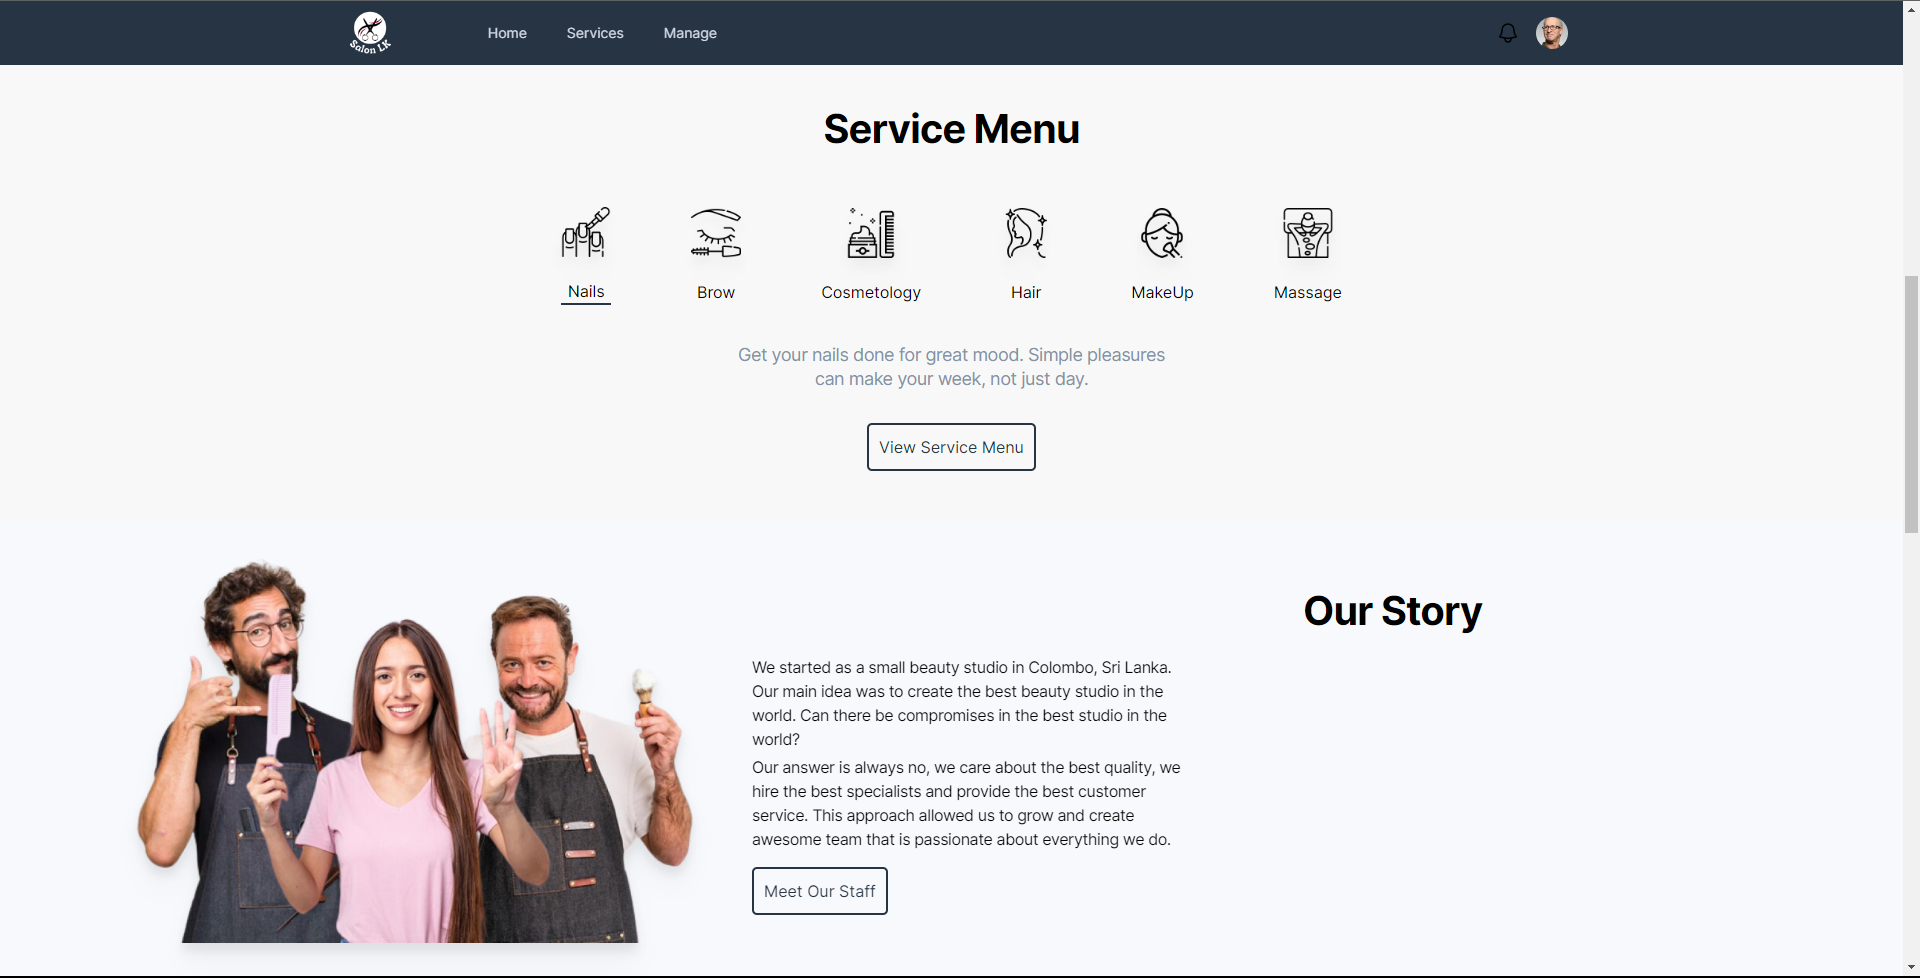 Salon LK
Home
Services
Manage
Service Menu
Nails
Brow
Cosmetology
Hair
MakeUp
Massage
Get your nails done for great mood. Simple pleasures
can make your week, not just day.
View Service Menu
Our Story
We started as a small beauty studio in Colombo, Sri Lanka.
Our main idea was to create the best beauty studio in the
world. Can there be compromises in the best studio in the
world?
Our answer is always no, we care about the best quality, we
hire the best specialists and provide the best customer
service. This approach allowed us to grow and create
awesome team that is passionate about everything we do.
Meet Our Staff